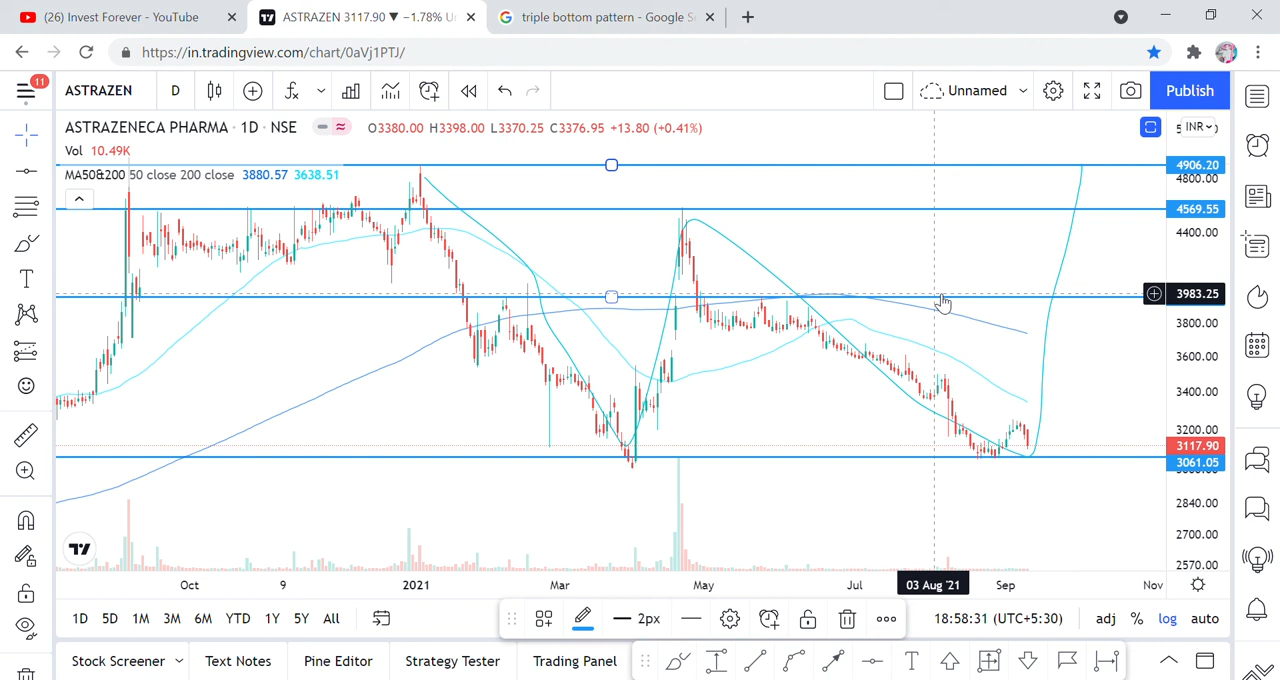 (26) Invest Forever - YouTube
ASTRAZEN 3117.90 ▼ −1.78% U
triple bottom pattern - Google S
https://in.tradingview.com/chart/0aVj1PTJ/
11
ASTRAZEN
D
Unnamed
Publish
ASTRAZENECA PHARMA · 1D · NSE
O3380.00 H3398.00 L3370.25 C3376.95 +13.80 (+0.41%)
INR
Vol 10.49K
MA50&200 50 close 200 close 3880.57 3638.51
4906.20
4800.00
4569.55
4400.00
3983.25
3800.00
3600.00
3400.00
3200.00
3117.90
3061.05
2840.00
2700.00
2570.00
Oct
9
2021
Mar
May
Jul
03 Aug '21
Sep
Nov
1D
5D
1M
3M
6M
YTD
1Y
5Y
All
2px
18:58:31 (UTC+5:30)
adj
%
log
auto
Stock Screener
Text Notes
Pine Editor
Strategy Tester
Trading Panel